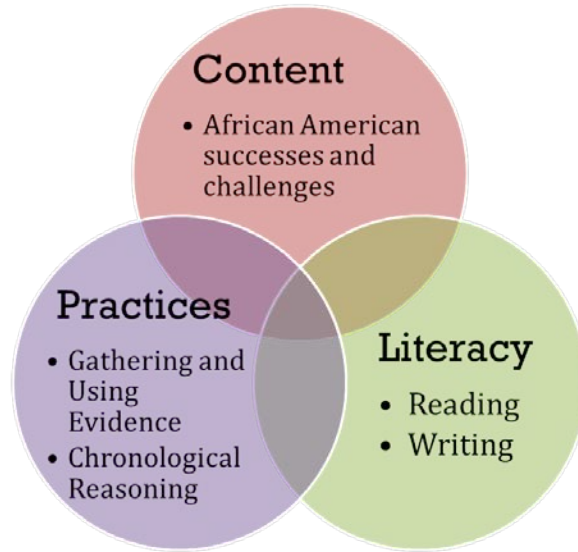 Content
• African American
successes and
challenges
Practices
• Gathering and
Using
Evidence
• Chronological
Reasoning
Literacy
• Reading
• Writing